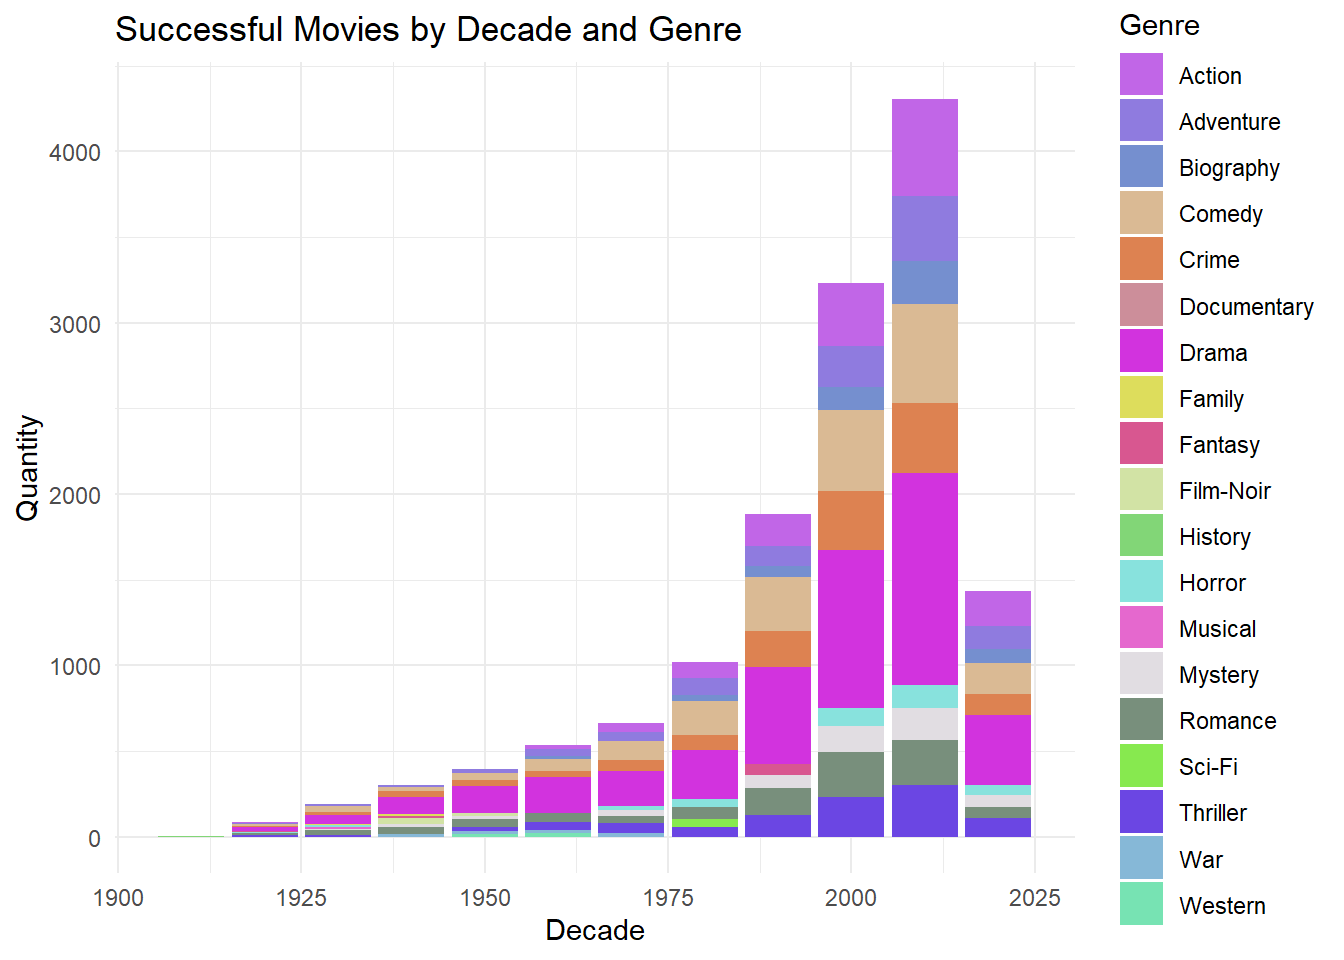 Successful Movies by Decade and Genre
Quantity
4000
3000
2000
1000
0
1900
1925
1950
1975
2000
2025
Decade
Genre
Action
Adventure
Biography
Comedy
Crime
Documentary
Drama
Family
Fantasy
Film-Noir
History
Horror
Musical
Mystery
Romance
Sci-Fi
Thriller
War
Western